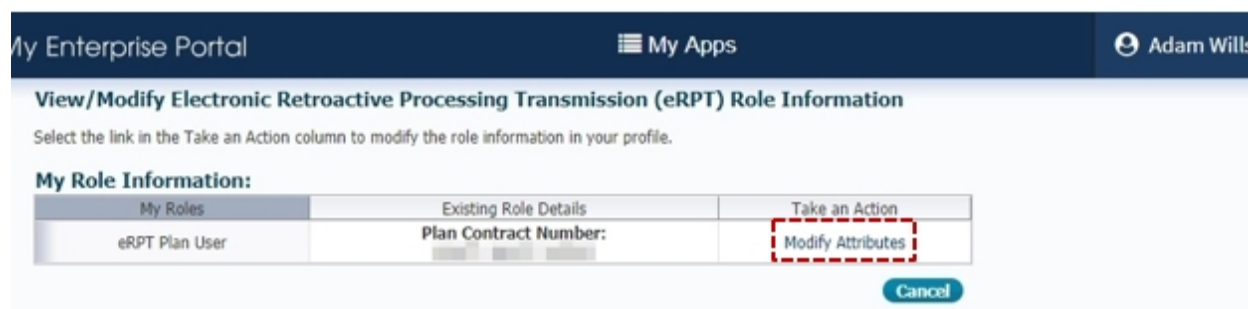 My Enterprise Portal My Apps Adam Wills
View/Modify Electronic Retroactive Processing Transmission (eRPT) Role Information
Select the link in the Take an Action column to modify the role information in your profile.
My Role Information:
My Roles Existing Role Details Take an Action
eRPT Plan User Plan Contract Number: Modify Attributes
Cancel